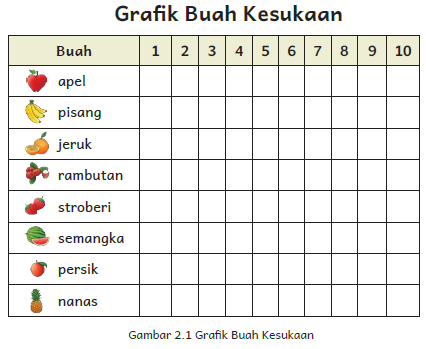 Grafik Buah Kesukaan
Buah 1 2 3 4 5 6 7 8 9 10
apel
pisang
jeruk
rambutan
stroberi
semangka
persik
nanas
Gambar 2.1 Grafik Buah Kesukaan